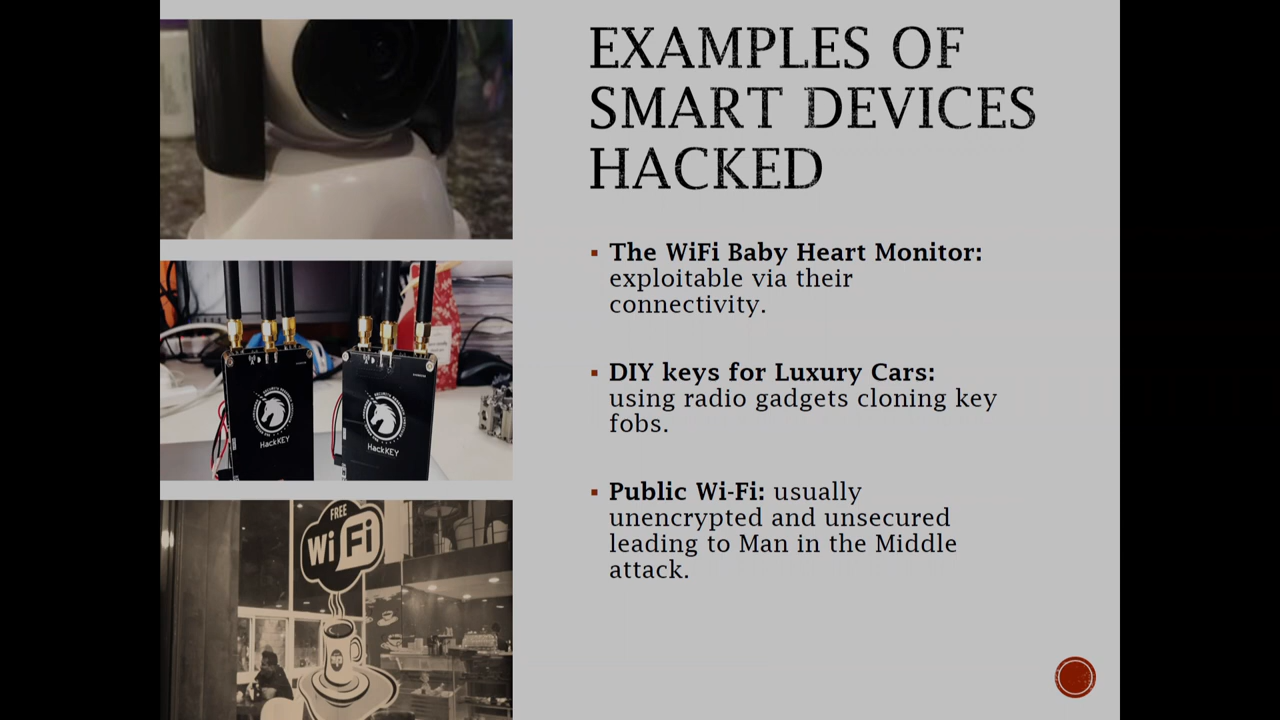 EXAMPLES OF
SMART DEVICES
HACKED
▪ The WiFi Baby Heart Monitor:
exploitable via their
connectivity.
▪ DIY keys for Luxury Cars:
using radio gadgets cloning key
fobs.
▪ Public Wi-Fi: usually
unencrypted and unsecured
leading to Man in the Middle
attack.
HackKEY
HackKEY
FREE
Wi Fi